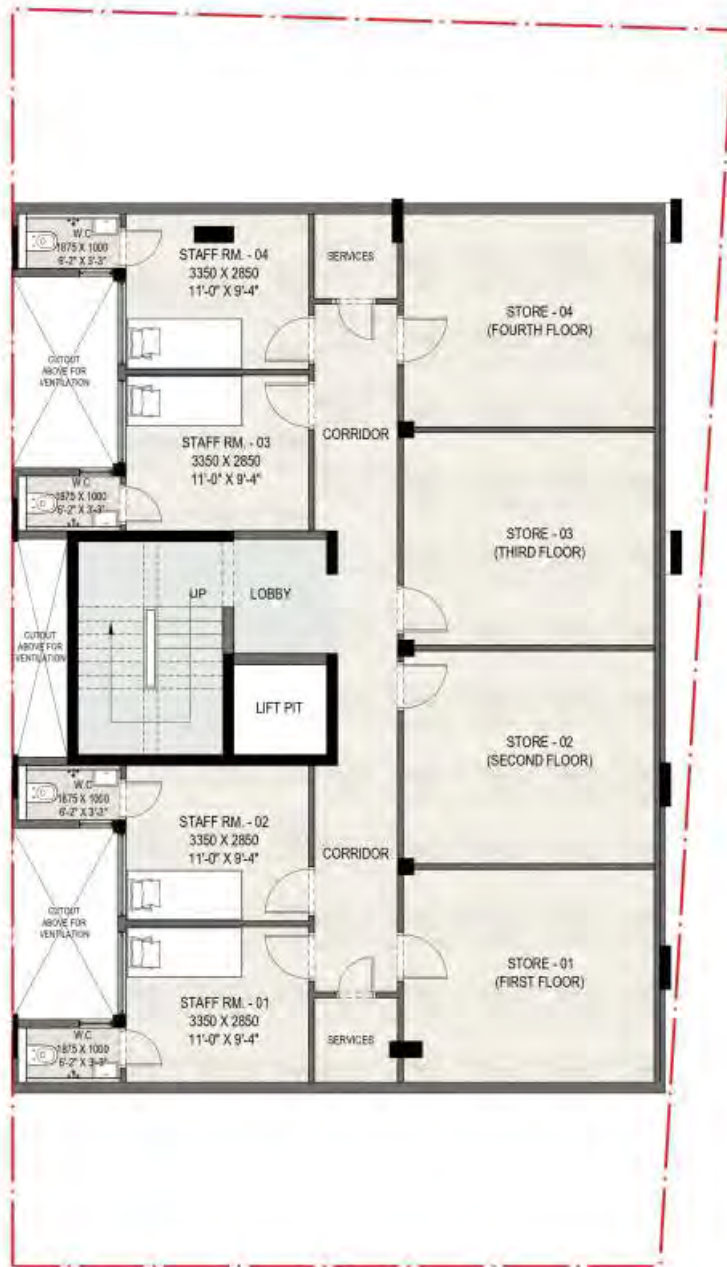 W.C
1875 X 1000
6'-2" X 3'-3"
STAFF RM. - 04
3350 X 2850
11'-0" X 9'-4"
SERVICES
STORE - 04
(FOURTH FLOOR)
CUTOUT
ABOVE FOR
VENTILATION
STAFF RM. - 03
3350 X 2850
11'-0" X 9'-4"
CORRIDOR
W.C
1875 X 1000
6'-2" X 3'-3"
STORE - 03
(THIRD FLOOR)
UP
LOBBY
CUTOUT
ABOVE FOR
VENTILATION
LIFT PIT
STORE - 02
(SECOND FLOOR)
W.C
1875 X 1000
6'-2" X 3'-3"
STAFF RM. - 02
3350 X 2850
11'-0" X 9'-4"
CORRIDOR
CUTOUT
ABOVE FOR
VENTILATION
STORE - 01
(FIRST FLOOR)
STAFF RM. - 01
3350 X 2850
11'-0" X 9'-4"
W.C
1875 X 1000
6'-2" X 3'-3"
SERVICES